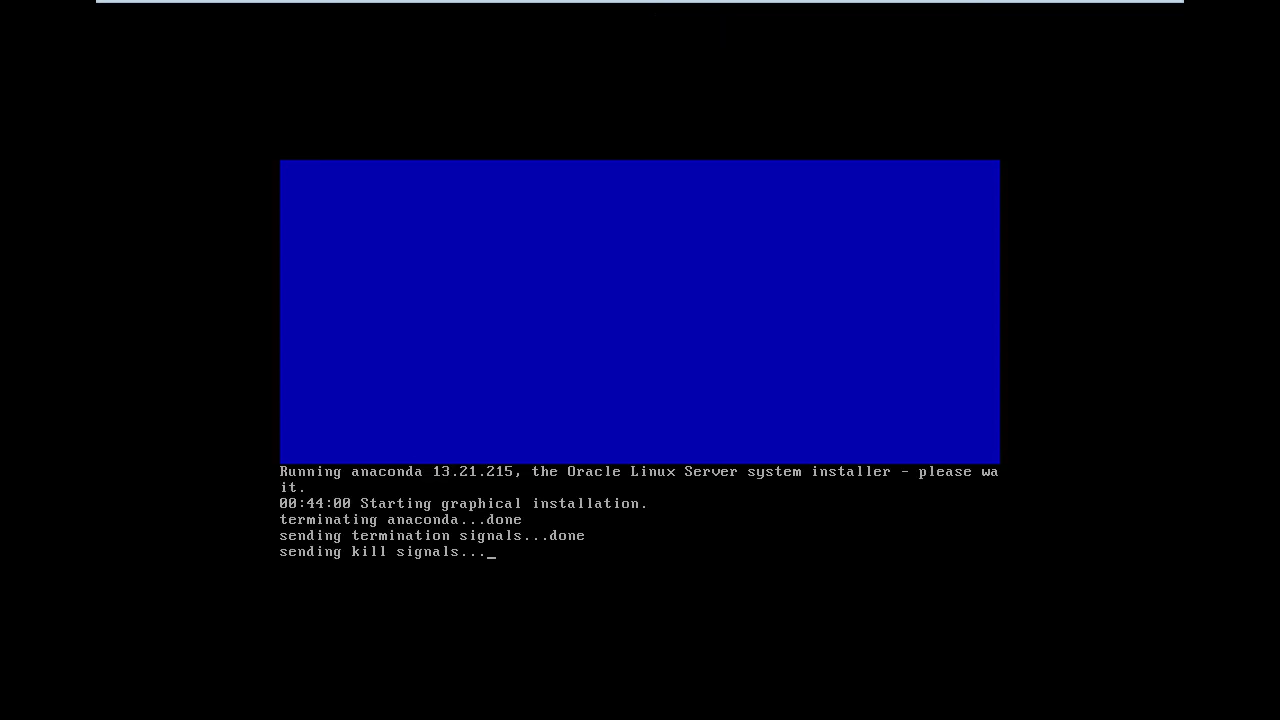 Running anaconda 13.21.215, the Oracle Linux Server system installer - please wa
it.
00:44:00 Starting graphical installation.
terminating anaconda...done
sending termination signals...done
sending kill signals..._